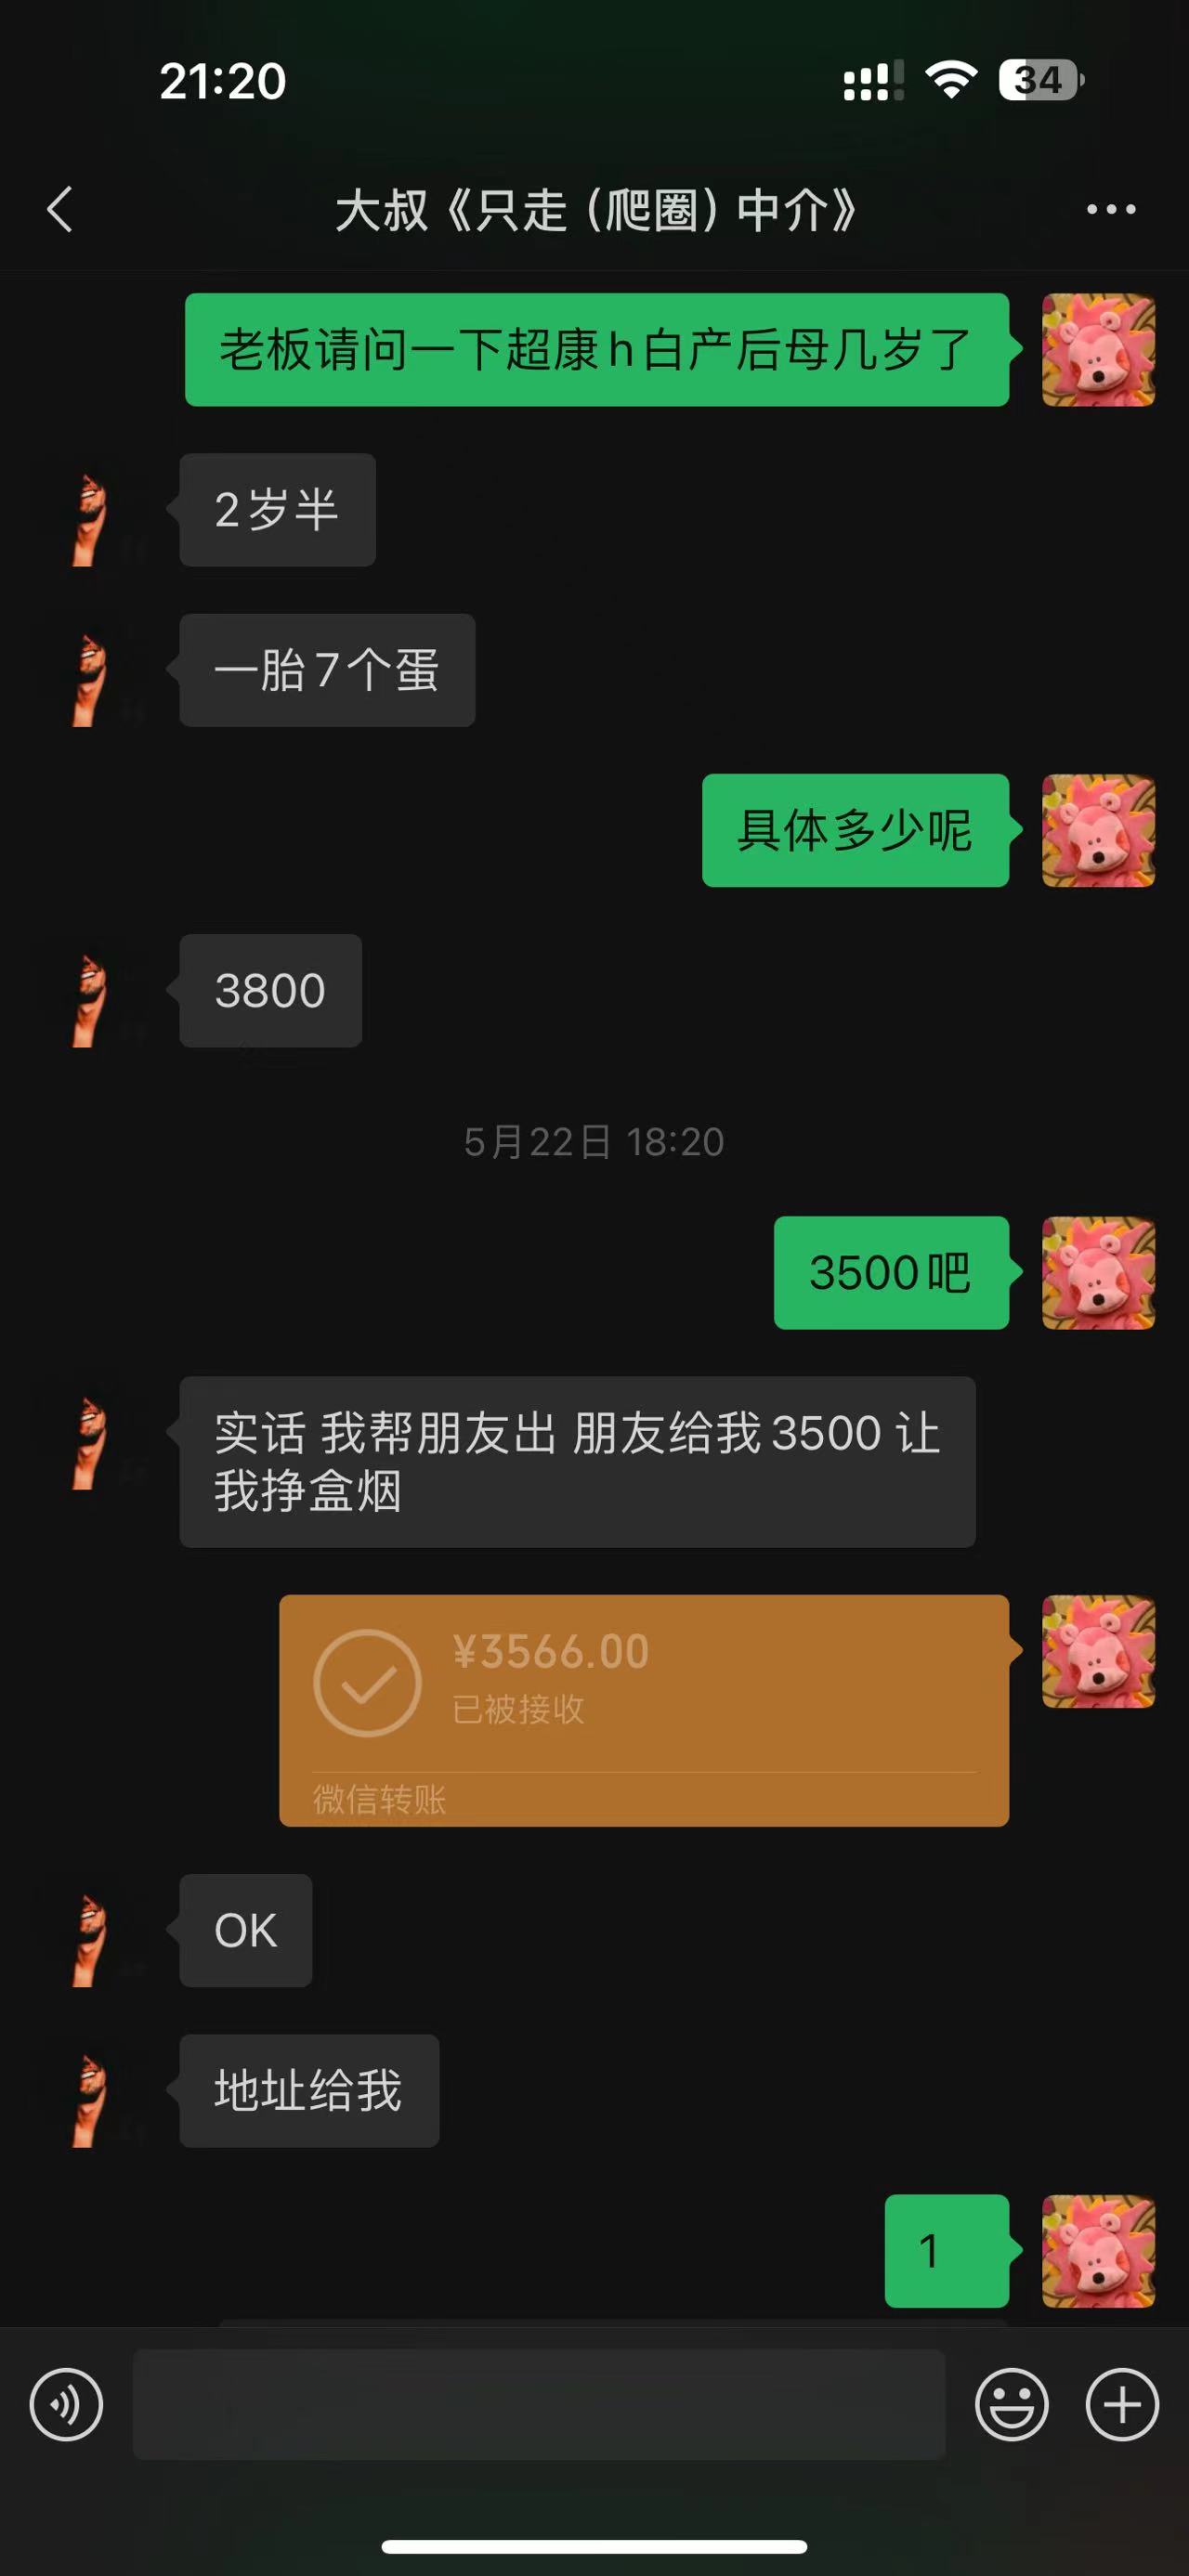 21:20
34
大叔《只走（爬圈）中介》
老板请问一下超康h白产后母几岁了
2岁半
一胎7个蛋
具体多少呢
3800
5月22日 18:20
3500吧
实话 我帮朋友出 朋友给我3500 让
我挣盒烟
¥3566.00
已被接收
微信转账
OK
地址给我
1